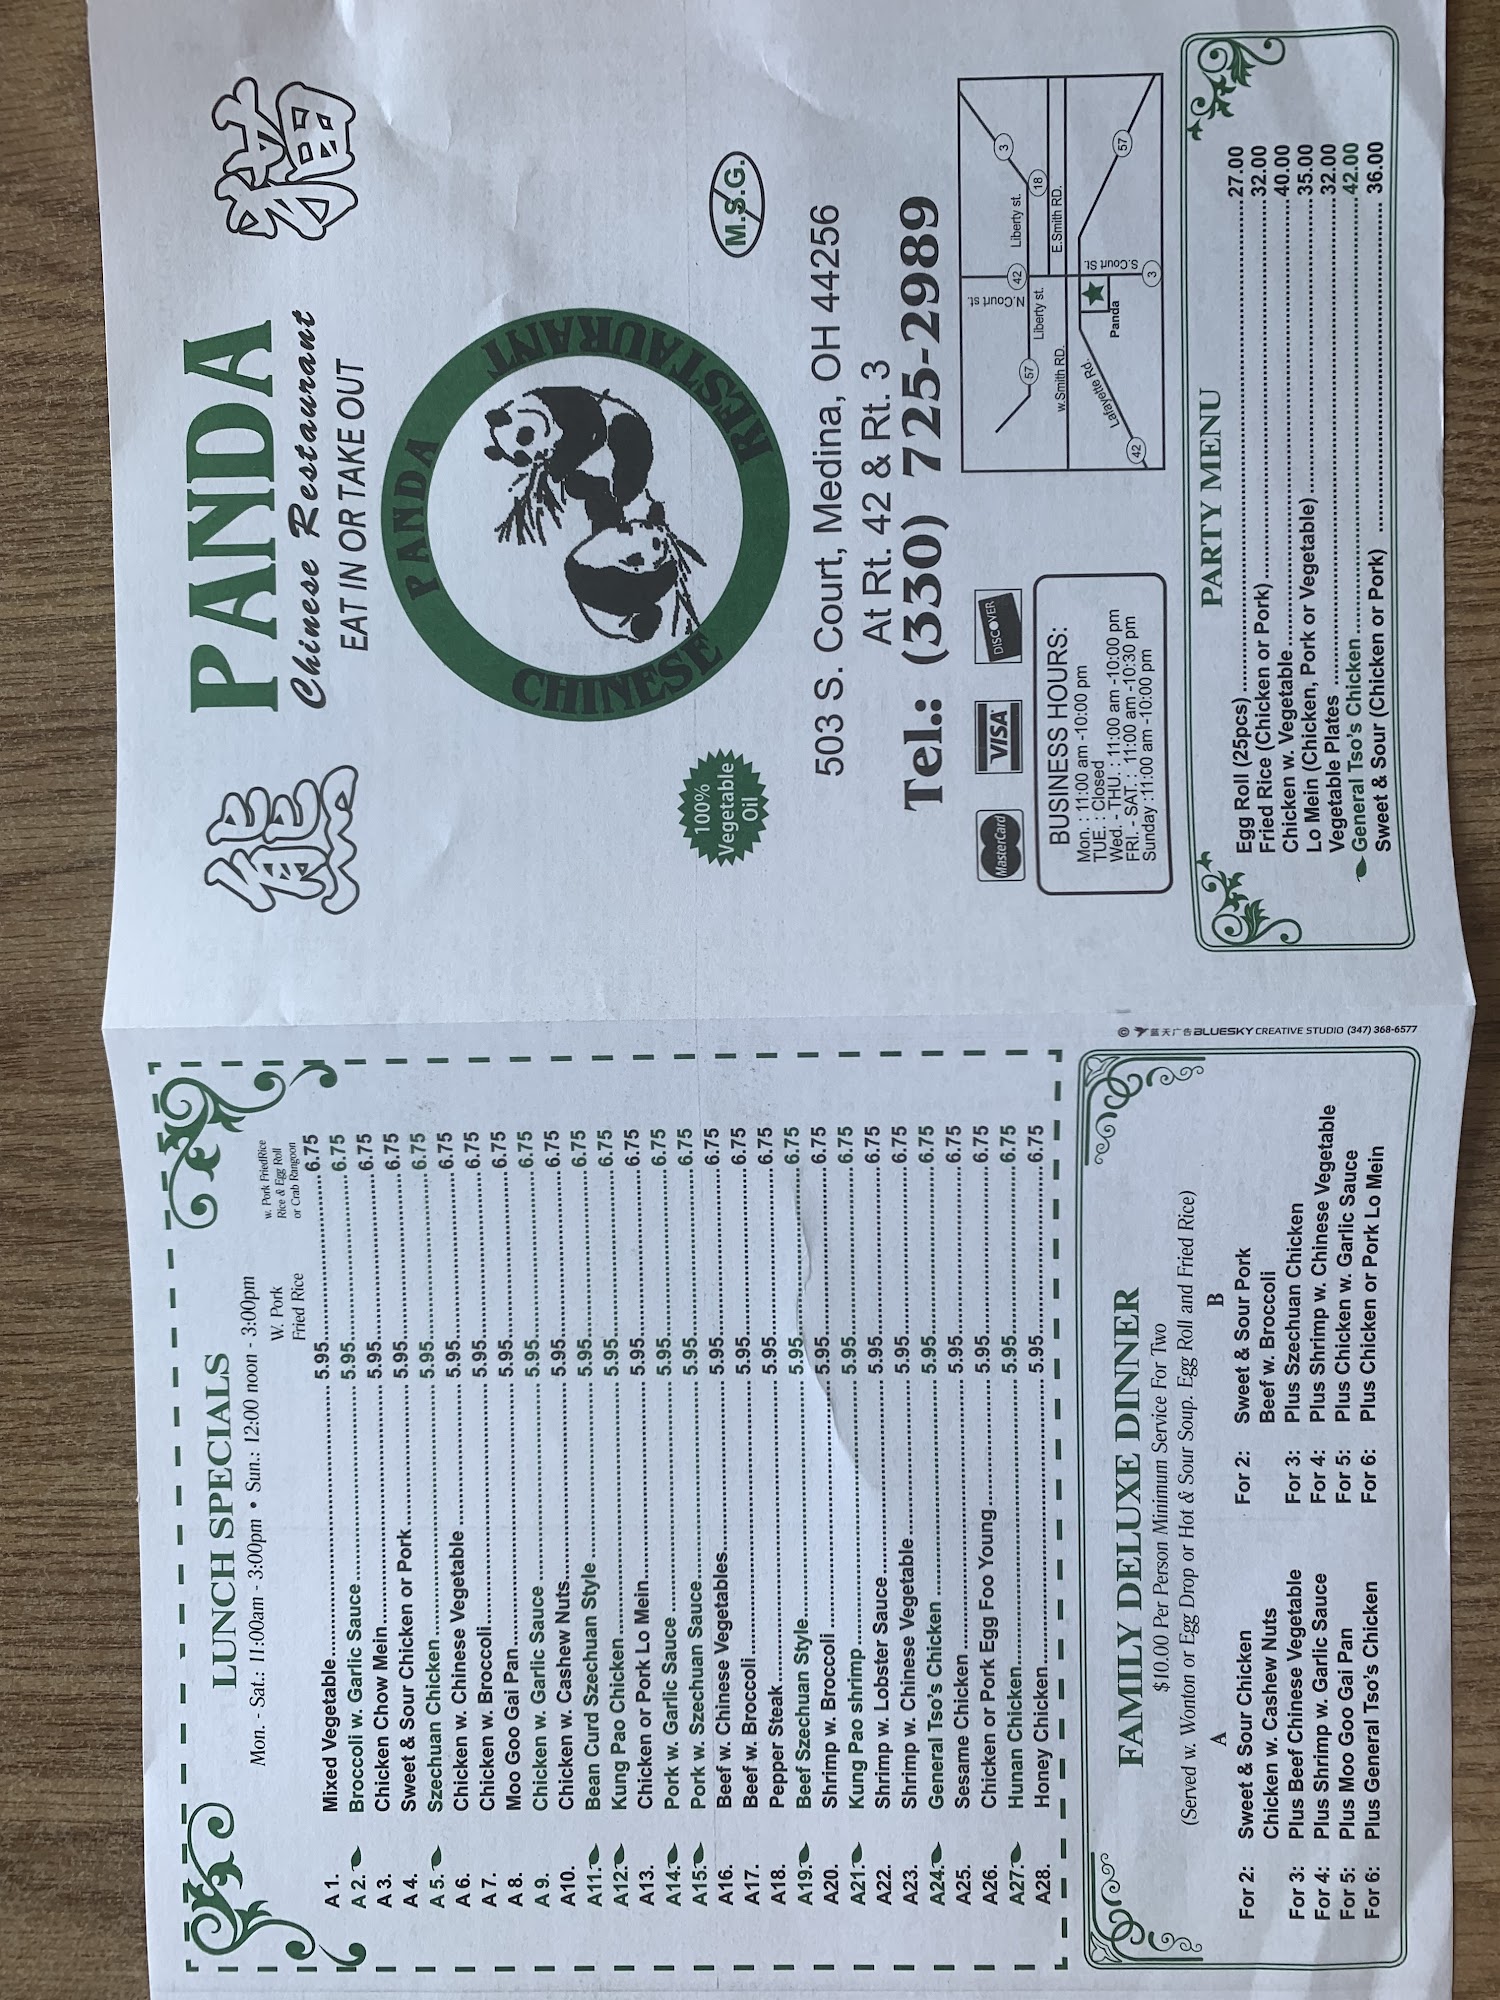 LUNCH SPECIALS
Mon. - Sat.: 11:00am - 3:00pm • Sun.: 12:00 noon - 3:00pm
W. Pork
Fried Rice
w. Pork FriedRice
Rice & Egg Roll
or Crab Rangoon
A 1. Mixed Vegetable 5.95 6.75
A 2. Broccoli w. Garlic Sauce 5.95 6.75
A 3. Chicken Chow Mein 5.95 6.75
A 4. Sweet & Sour Chicken or Pork 5.95 6.75
A 5. Szechuan Chicken 5.95 6.75
A 6. Chicken w. Chinese Vegetable 5.95 6.75
A 7. Chicken w. Broccoli 5.95 6.75
A 8. Moo Goo Gai Pan 5.95 6.75
A 9. Chicken w. Garlic Sauce 5.95 6.75
A10. Chicken w. Cashew Nuts 5.95 6.75
A11. Bean Curd Szechuan Style 5.95 6.75
A12. Kung Pao Chicken 5.95 6.75
A13. Chicken or Pork Lo Mein 5.95 6.75
A14. Pork w. Garlic Sauce 5.95 6.75
A15. Pork w. Szechuan Sauce 5.95 6.75
A16. Beef w. Chinese Vegetables 5.95 6.75
A17. Beef w. Broccoli 5.95 6.75
A18. Pepper Steak 5.95 6.75
A19. Beef Szechuan Style 5.95 6.75
A20. Shrimp w. Broccoli 5.95 6.75
A21. Kung Pao shrimp 5.95 6.75
A22. Shrimp w. Lobster Sauce 5.95 6.75
A23. Shrimp w. Chinese Vegetable 5.95 6.75
A24. General Tso's Chicken 5.95 6.75
A25. Sesame Chicken 5.95 6.75
A26. Chicken or Pork Egg Foo Young 5.95 6.75
A27. Hunan Chicken 5.95 6.75
A28. Honey Chicken 5.95 6.75
FAMILY DELUXE DINNER
$10.00 Per Person Minimum Service For Two
(Served w. Wonton or Egg Drop or Hot & Sour Soup. Egg Roll and Fried Rice)
A
For 2: Sweet & Sour Chicken
Chicken w. Cashew Nuts
For 3: Plus Beef Chinese Vegetable
For 4: Plus Shrimp w. Garlic Sauce
For 5: Plus Moo Goo Gai Pan
For 6: Plus General Tso's Chicken
B
For 2: Sweet & Sour Pork
Beef w. Broccoli
For 3: Plus Szechuan Chicken
For 4: Plus Shrimp w. Chinese Vegetable
For 5: Plus Chicken w. Garlic Sauce
For 6: Plus Chicken or Pork Lo Mein
© 蓝天广告 BLUESKY CREATIVE STUDIO (347) 368-6577
熊 PANDA 猫
Chinese Restaurant
EAT IN OR TAKE OUT
PANDA
CHINESE RESTAURANT
100%
Vegetable
Oil
M.S.G.
503 S. Court, Medina, OH 44256
At Rt. 42 & Rt. 3
Tel.: (330) 725-2989
MasterCard
VISA
DISCOVER
BUSINESS HOURS:
Mon. : 11:00 am -10:00 pm
TUE. : Closed
Wed. - THU. : 11:00 am -10:00 pm
FRI. - SAT. : 11:00 am -10:30 pm
Sunday :11:00 am -10:00 pm
N.Court st.
3
57
42
Liberty st.
Liberty st.
18
w.Smith RD.
E.Smith RD.
Lafayette Rd.
Panda
S.Court St.
42
3
57
PARTY MENU
Egg Roll (25pcs) 27.00
Fried Rice (Chicken or Pork) 32.00
Chicken w. Vegetable 40.00
Lo Mein (Chicken, Pork or Vegetable) 35.00
Vegetable Plates 32.00
General Tso's Chicken 42.00
Sweet & Sour (Chicken or Pork) 36.00